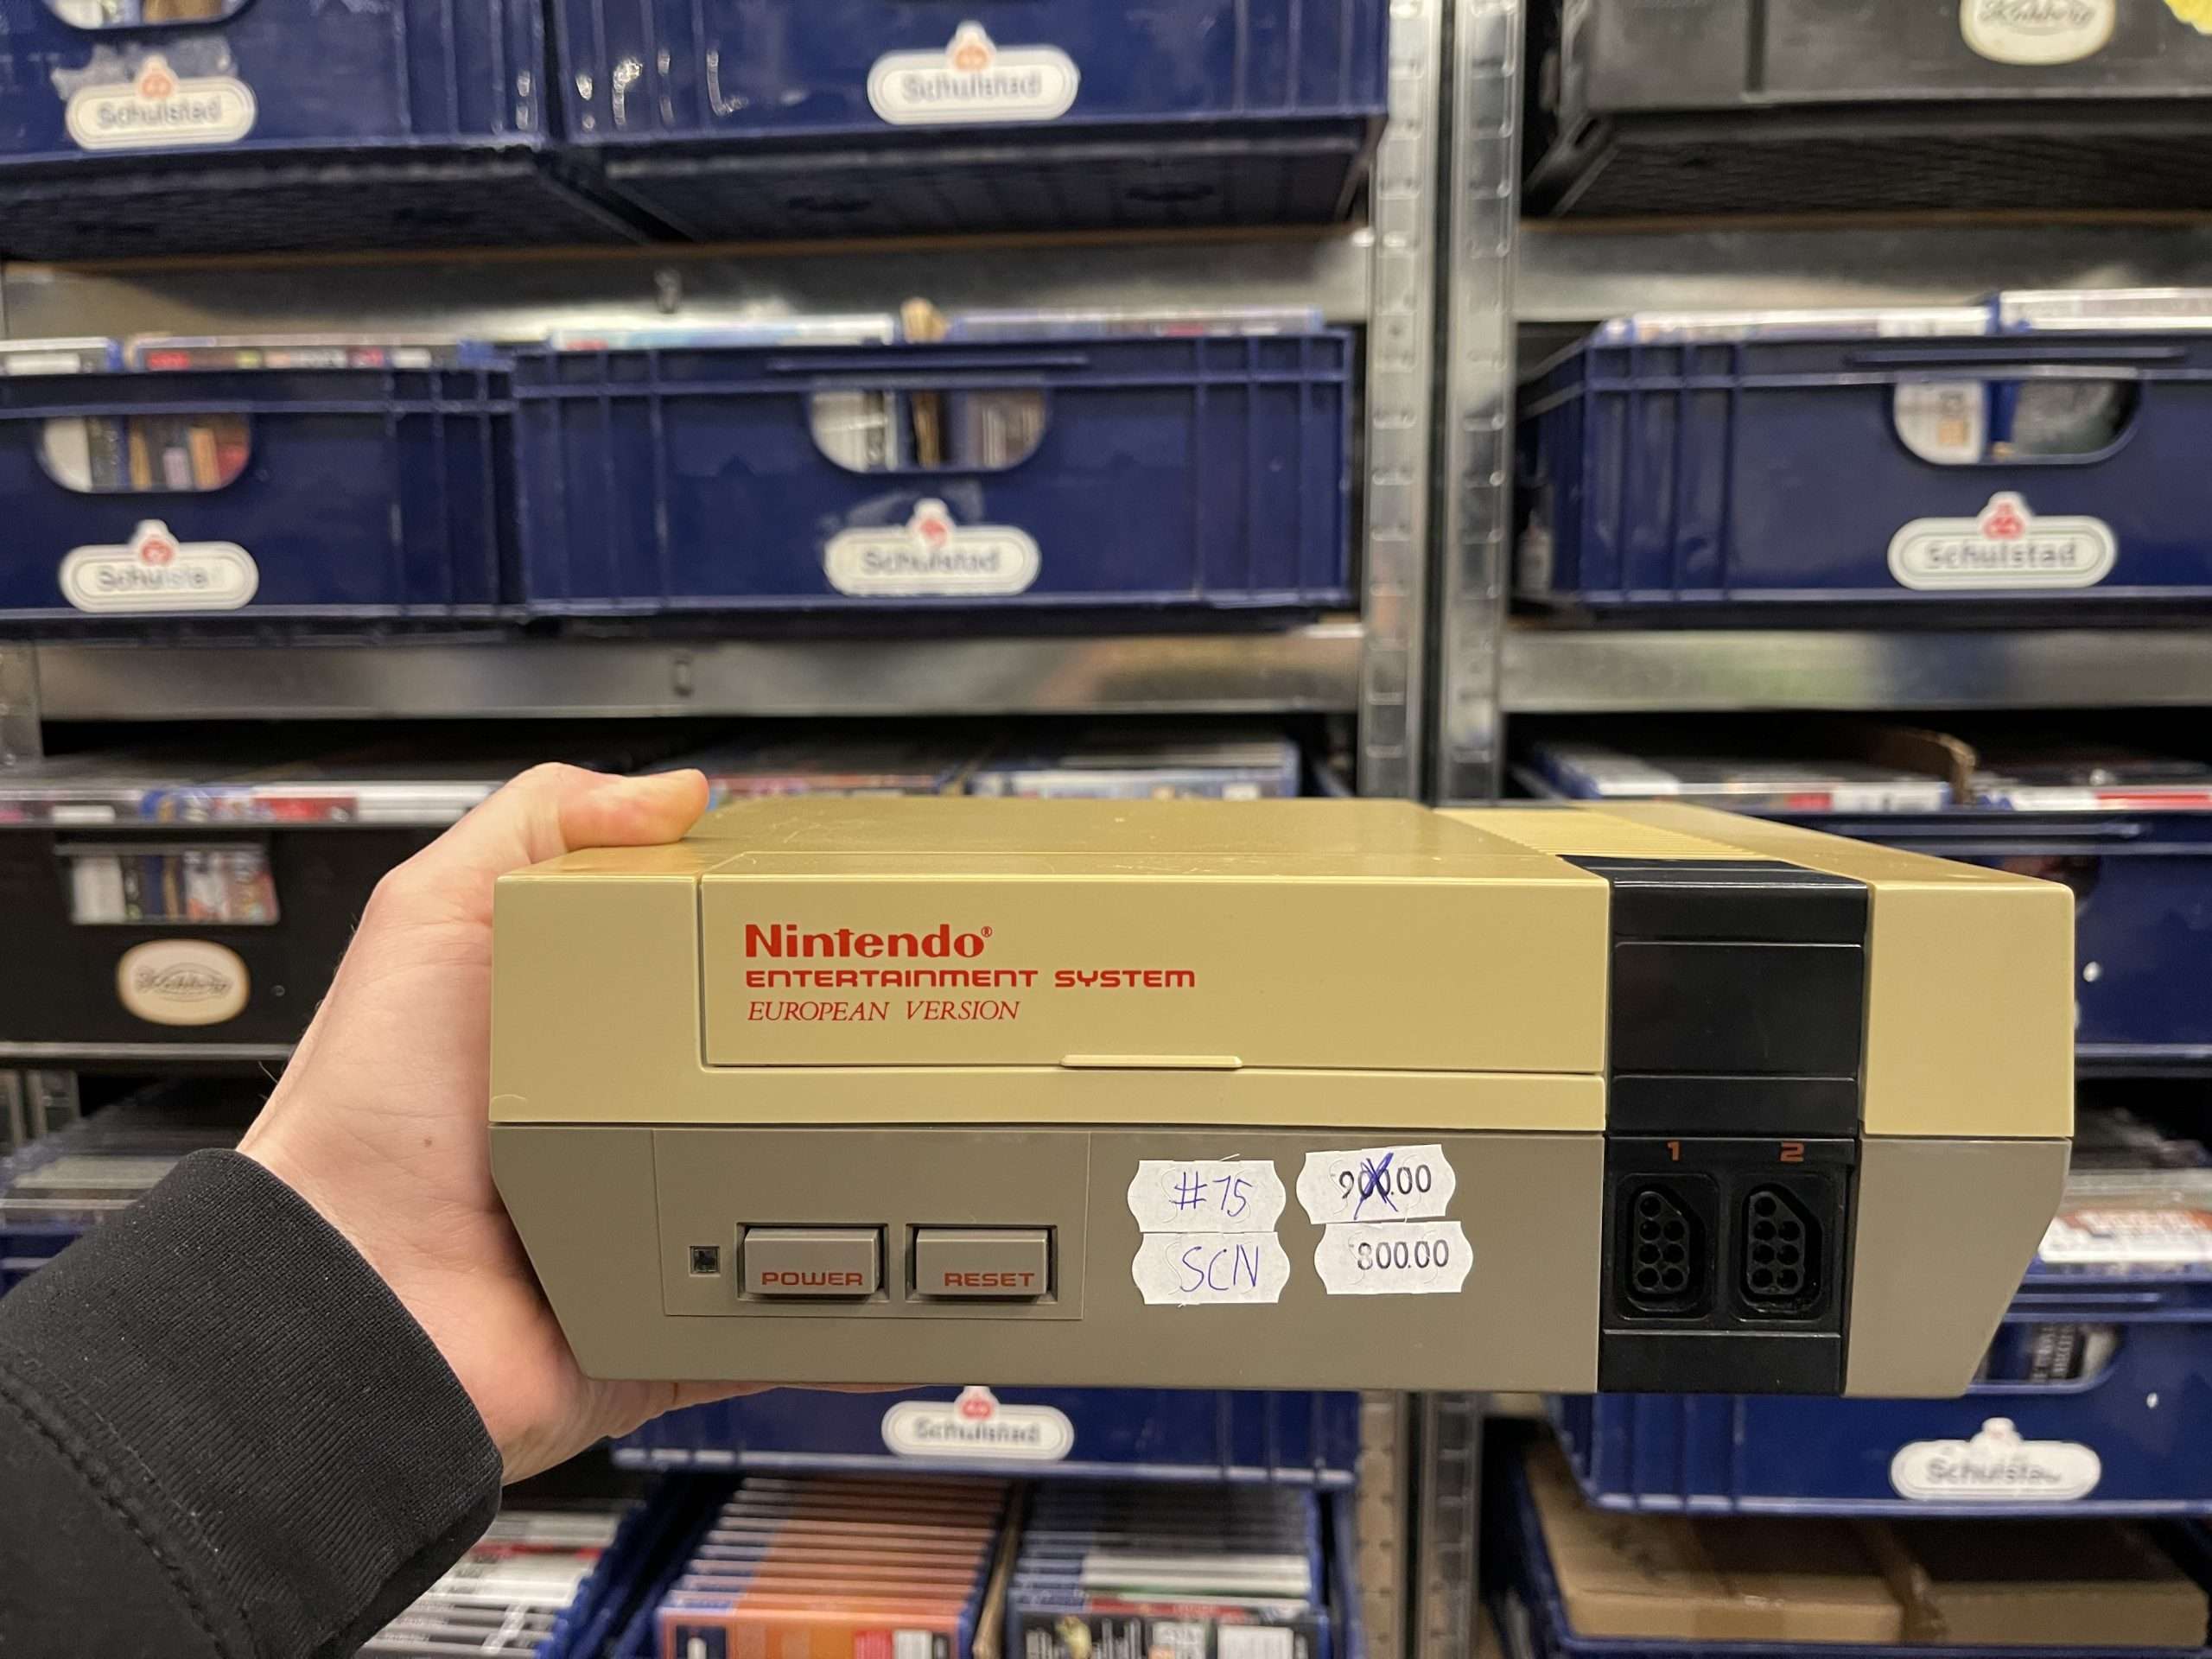 Schulstad
Schulstad
Schulstad
Schulstad
Nintendo®
ENTERTAINMENT SYSTEM
EUROPEAN VERSION
1 2
#75 900.00
SCN 800.00
POWER RESET
Schulstad